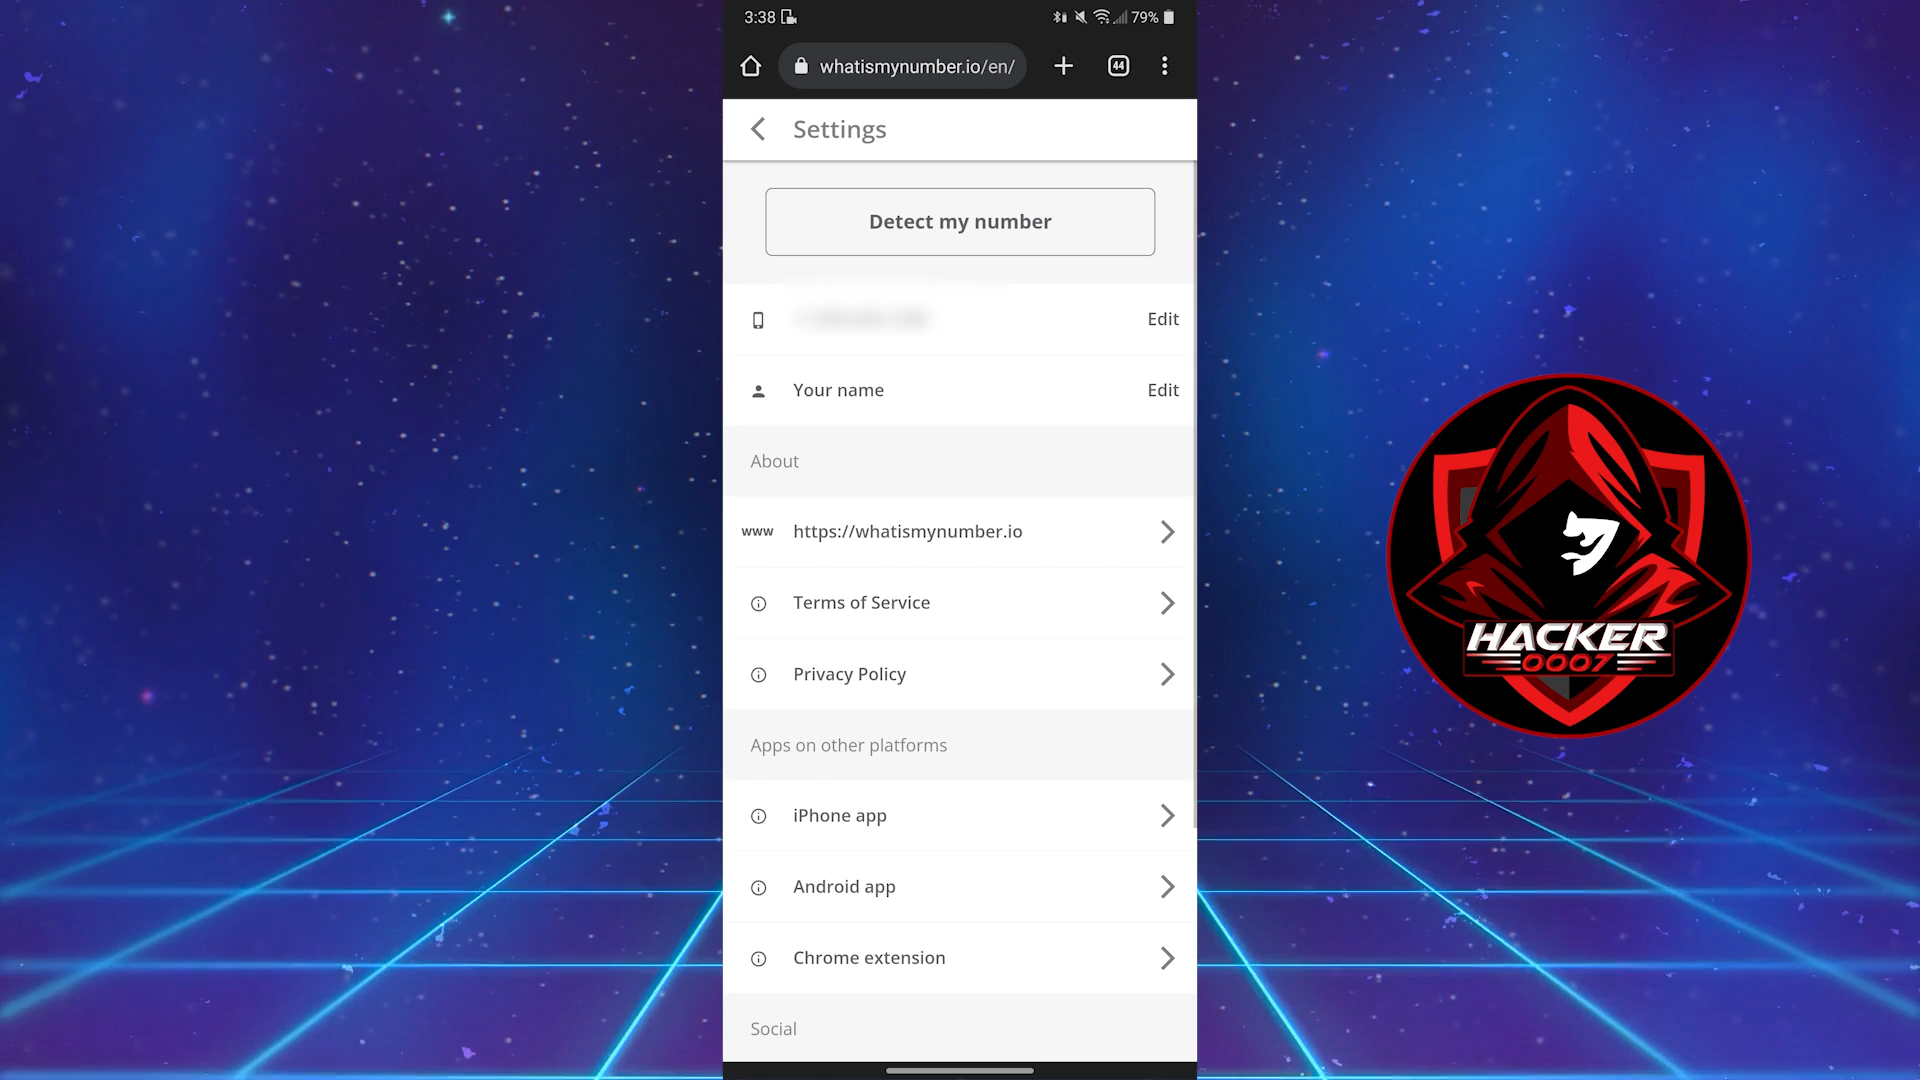 3:38
79%
whatismynumber.io/en/
44
Settings
Detect my number
Edit
Your name
Edit
About
www
https://whatismynumber.io
Terms of Service
Privacy Policy
Apps on other platforms
iPhone app
Android app
Chrome extension
Social
HACKER
0007